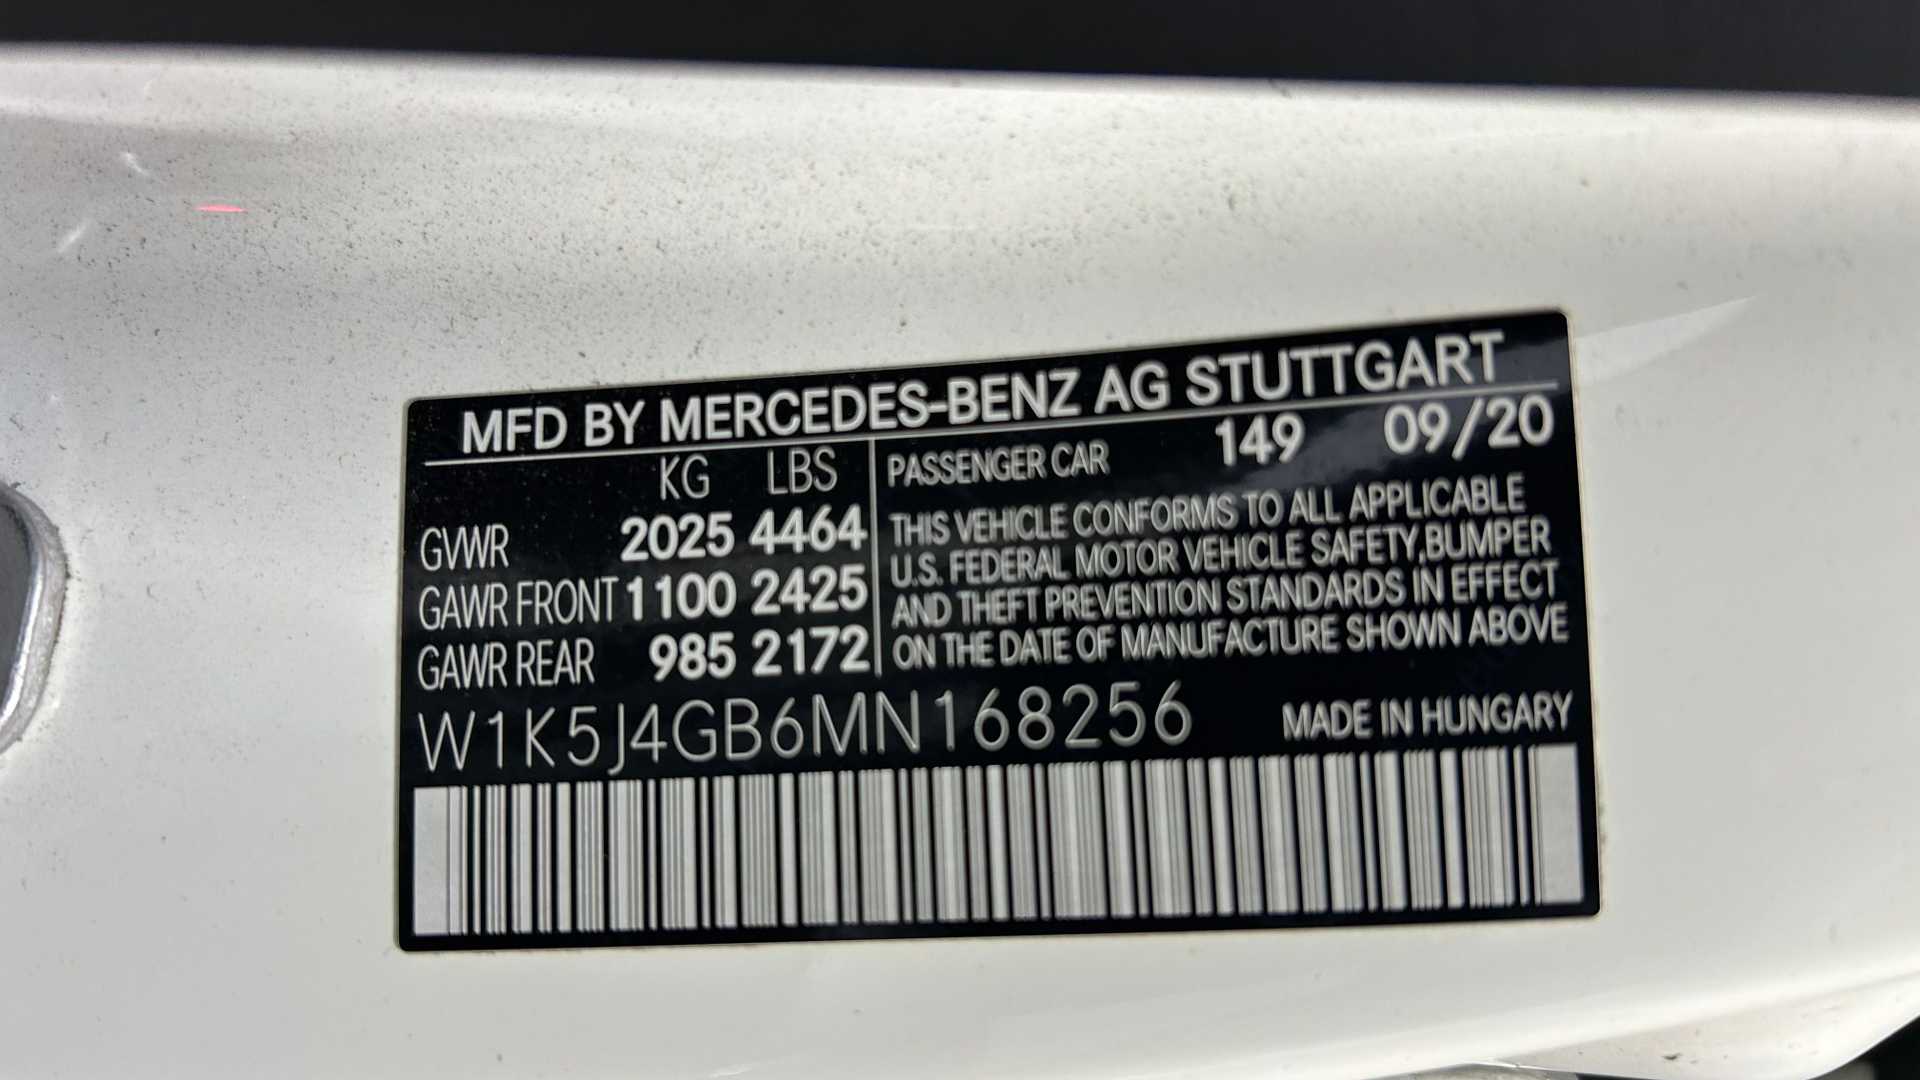 MFD BY MERCEDES-BENZ AG STUTTGART
KG LBS
GVWR 2025 4464
GAWR FRONT 1100 2425
GAWR REAR 985 2172
PASSENGER CAR 149 09/20
THIS VEHICLE CONFORMS TO ALL APPLICABLE
U.S. FEDERAL MOTOR VEHICLE SAFETY,BUMPER
AND THEFT PREVENTION STANDARDS IN EFFECT
ON THE DATE OF MANUFACTURE SHOWN ABOVE
W1K5J4GB6MN168256 MADE IN HUNGARY